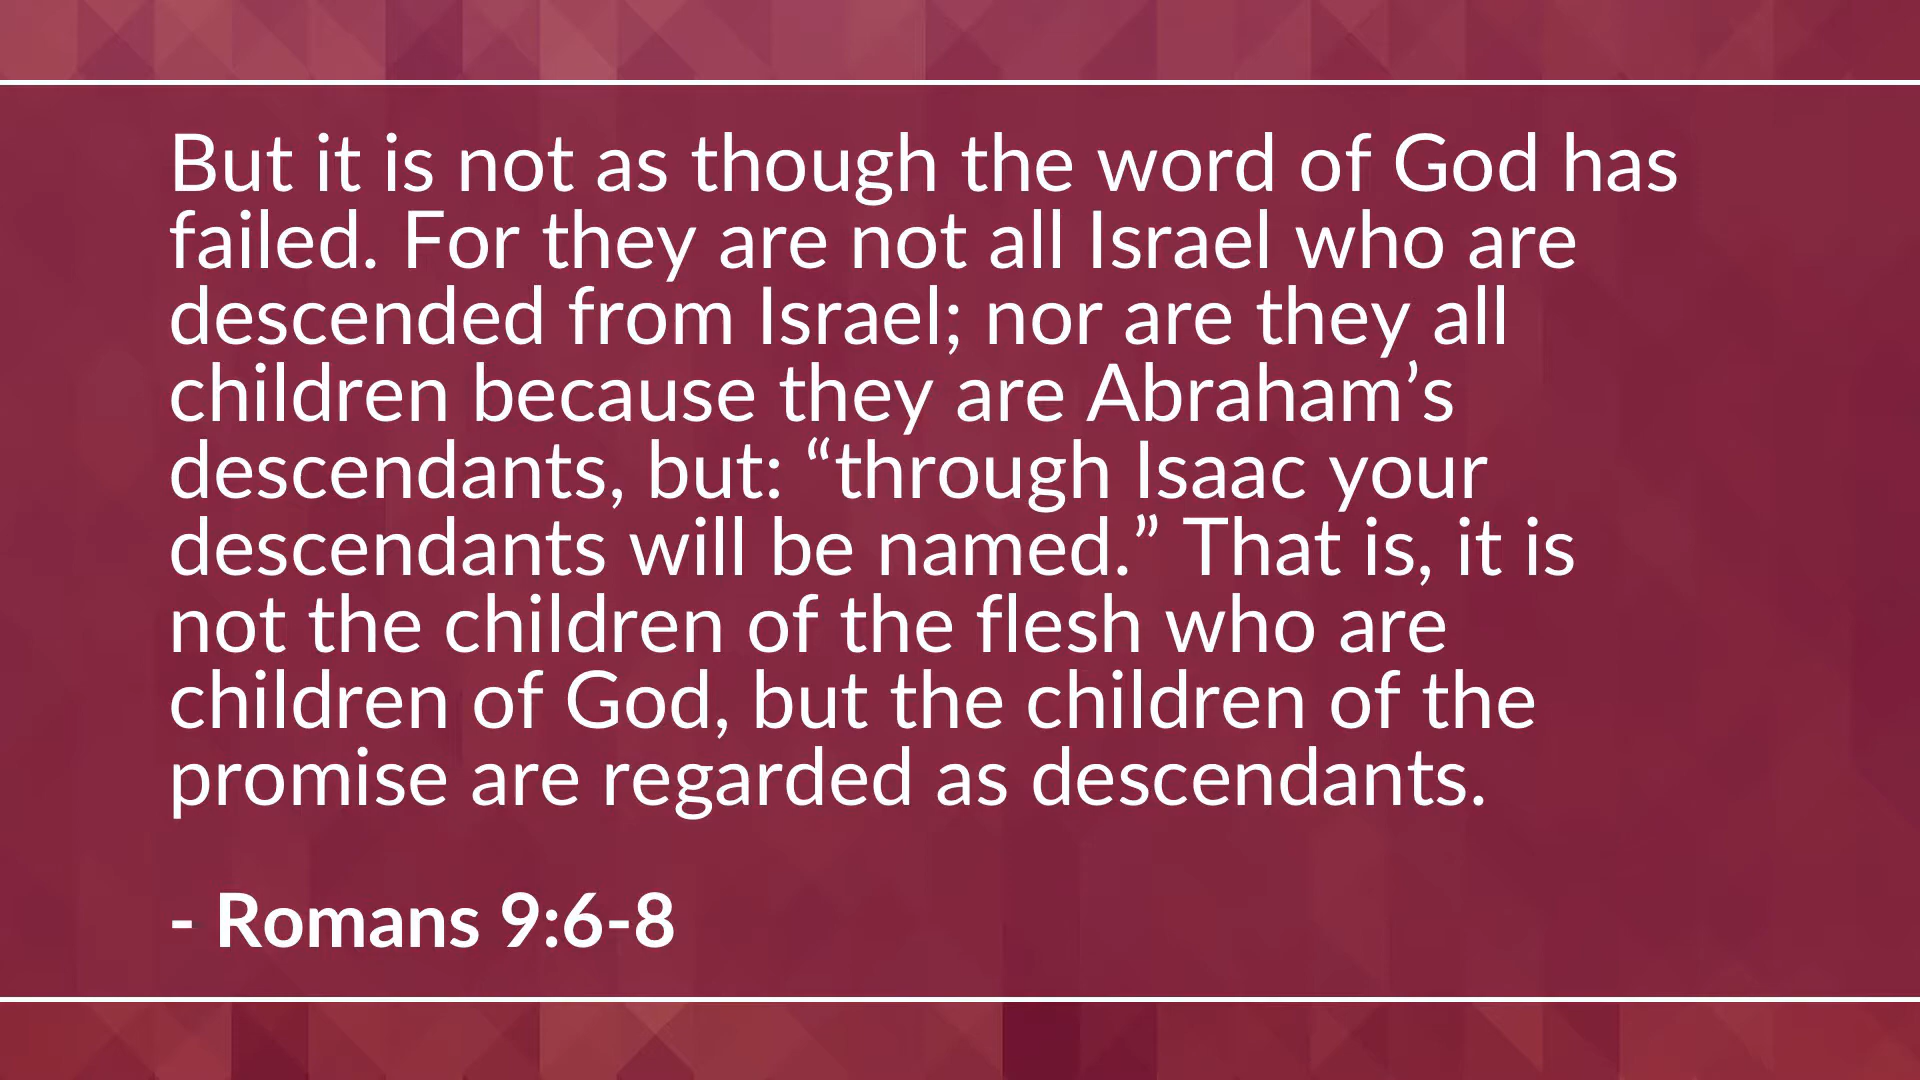 But it is not as though the word of God has
failed. For they are not all Israel who are
descended from Israel; nor are they all
children because they are Abraham’s
descendants, but: “through Isaac your
descendants will be named.” That is, it is
not the children of the flesh who are
children of God, but the children of the
promise are regarded as descendants.
- Romans 9:6-8